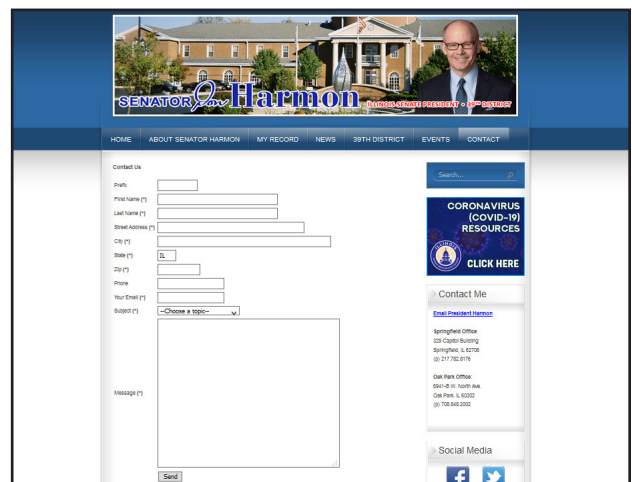 SENATOR Don Harmon
ILLINOIS SENATE PRESIDENT • 39TH DISTRICT
HOME ABOUT SENATOR HARMON MY RECORD NEWS 39TH DISTRICT EVENTS CONTACT
Contact Us
Prefix
First Name (*)
Last Name (*)
Street Address (*)
City (*)
State (*) IL
Zip (*)
Phone
Your Email (*)
Subject (*) --Choose a topic--
Message (*)
Send
Search...
CORONAVIRUS
(COVID-19)
RESOURCES
ILLINOIS
CLICK HERE
Contact Me
Email President Harmon
Springfield Office:
329 Capitol Building
Springfield, IL 62706
(p) 217.782.8176
Oak Park Office:
6941-B W. North Ave.
Oak Park, IL 60302
(p) 708.848.2002
Social Media